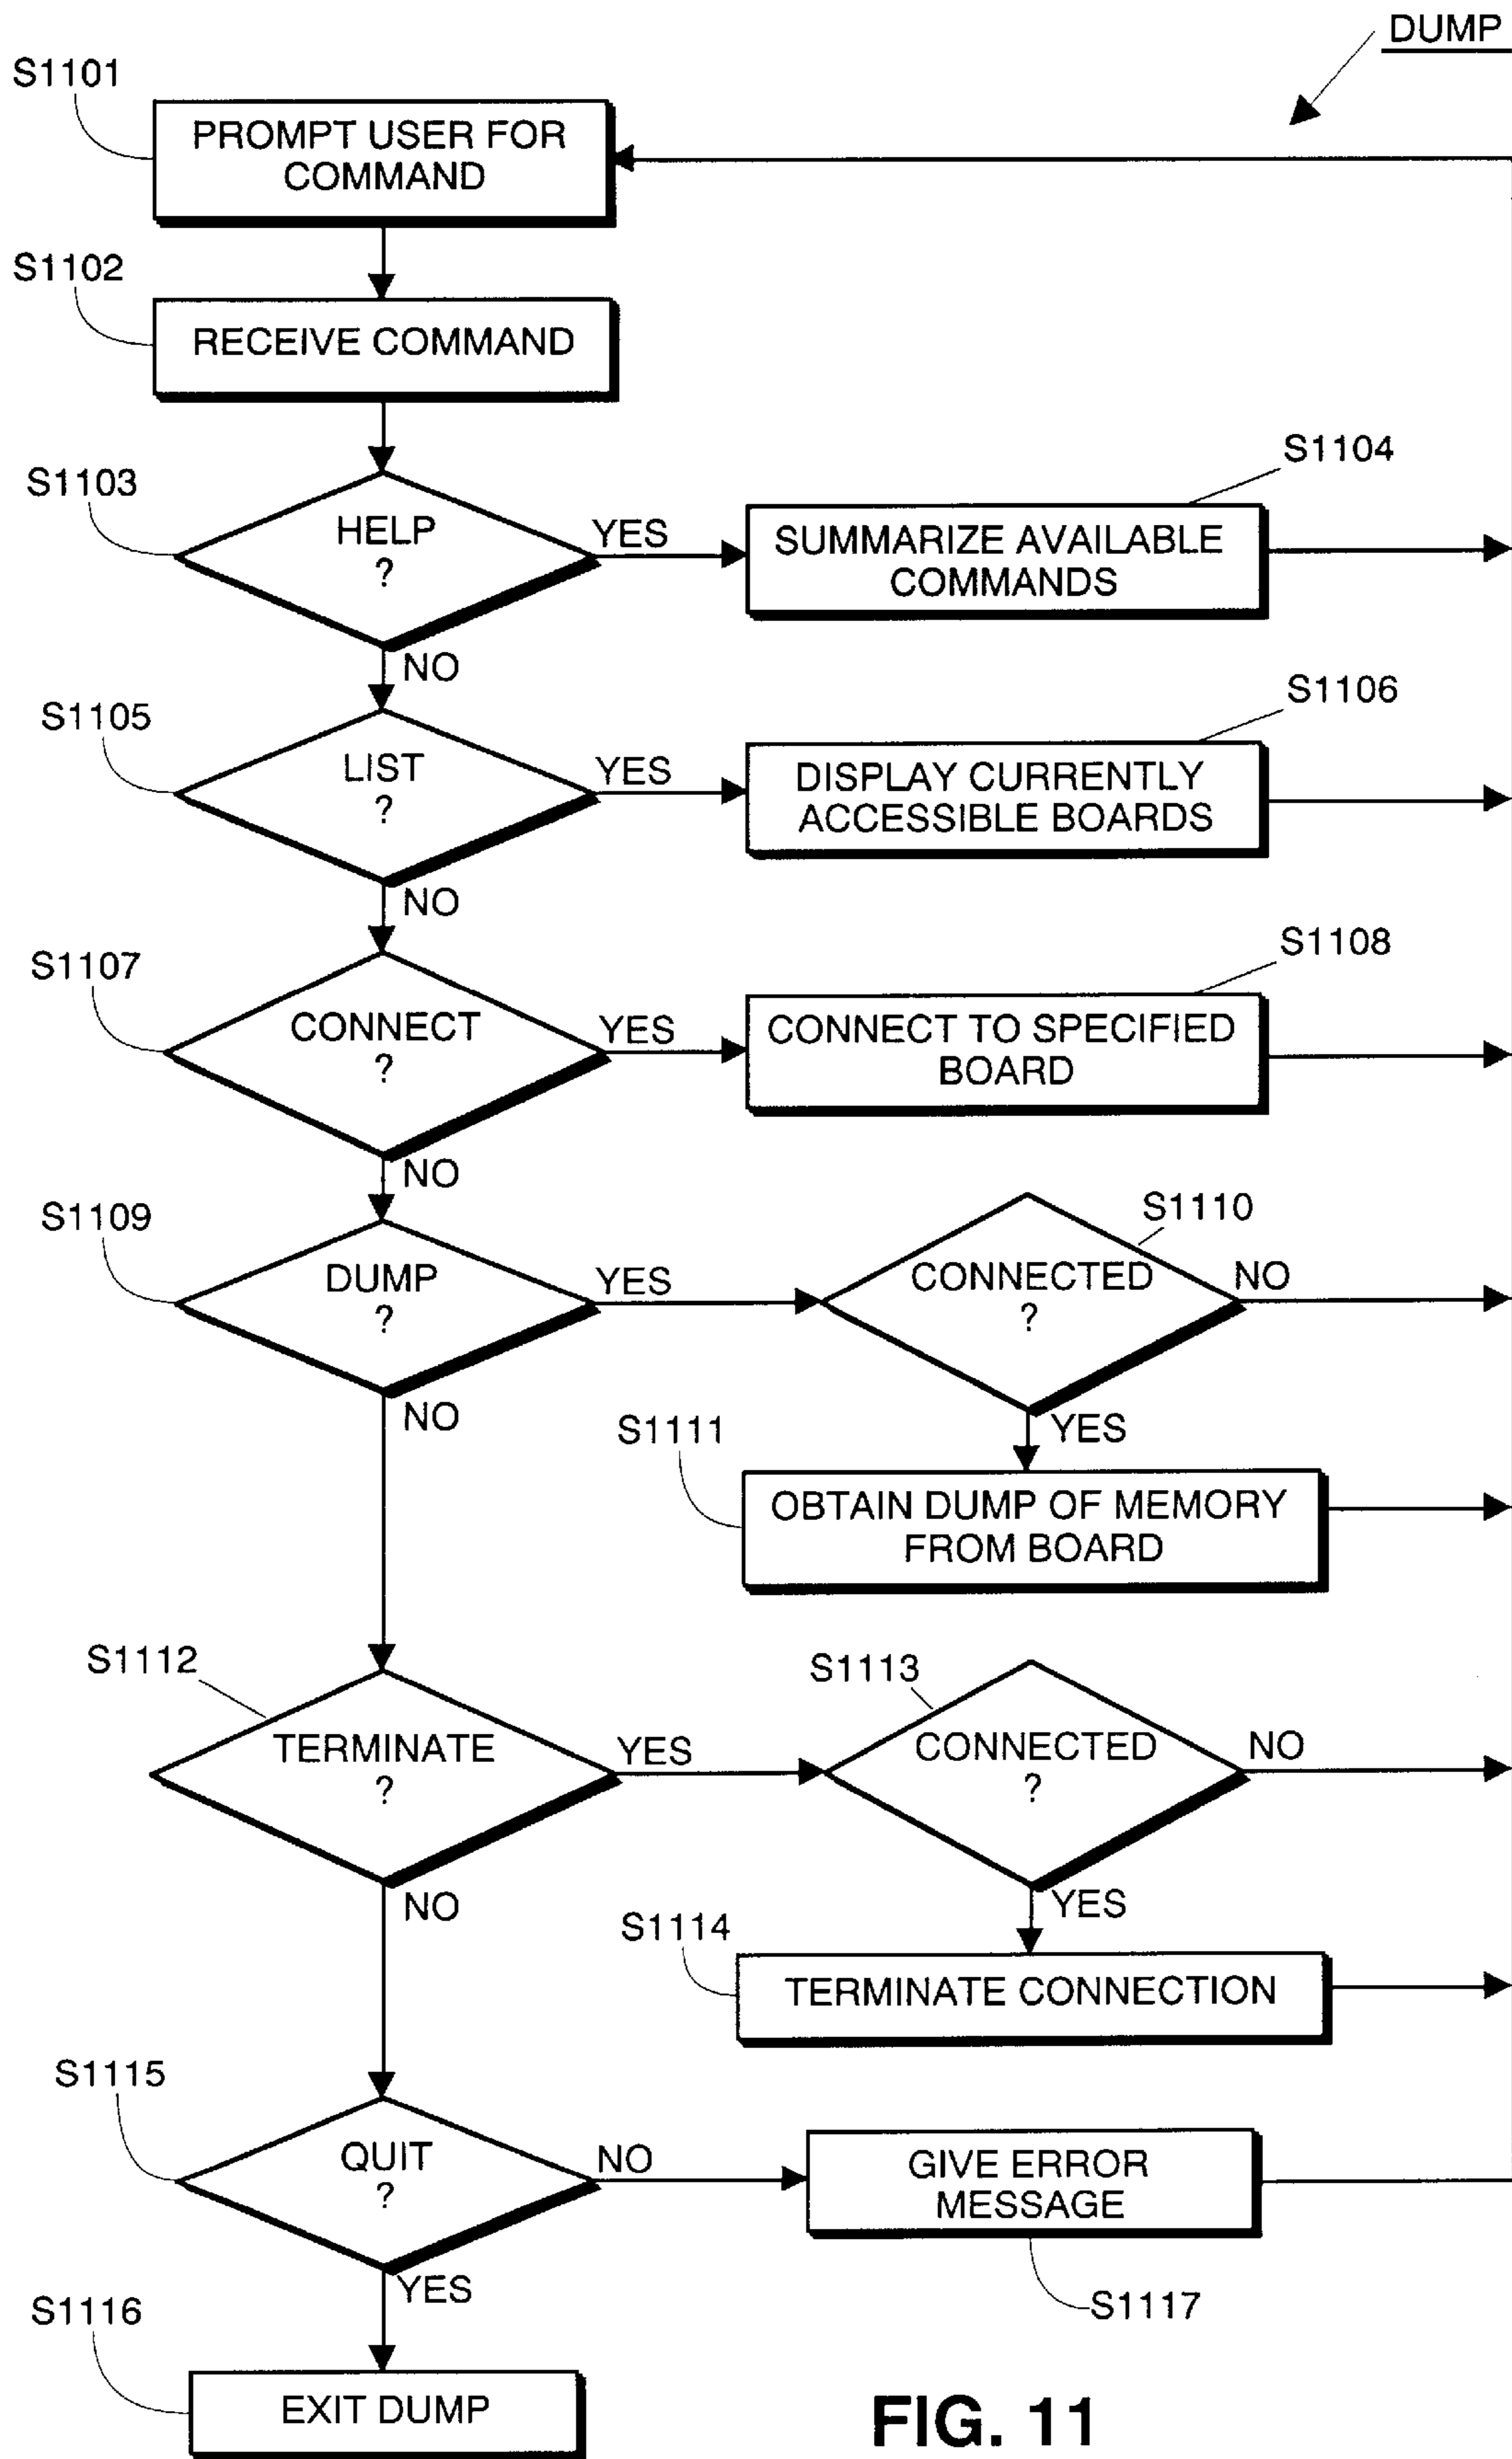 DUMP
S1101
PROMPT USER FOR
COMMAND
S1102
RECEIVE COMMAND
S1103
HELP
?
YES
NO
S1104
SUMMARIZE AVAILABLE
COMMANDS
S1105
LIST
?
YES
NO
S1106
DISPLAY CURRENTLY
ACCESSIBLE BOARDS
S1107
CONNECT
?
YES
NO
S1108
CONNECT TO SPECIFIED
BOARD
S1109
DUMP
?
YES
NO
S1110
CONNECTED
?
NO
YES
S1111
OBTAIN DUMP OF MEMORY
FROM BOARD
S1112
TERMINATE
?
YES
NO
S1113
CONNECTED
?
NO
YES
S1114
TERMINATE CONNECTION
S1115
QUIT
?
NO
YES
GIVE ERROR
MESSAGE
S1117
S1116
EXIT DUMP
FIG. 11